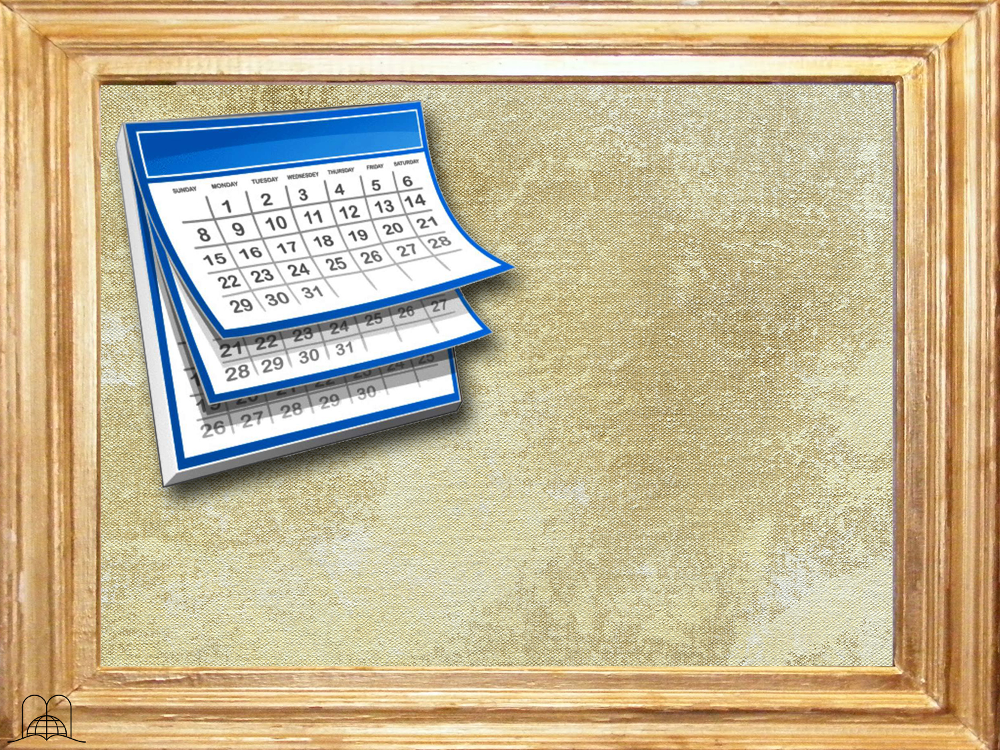 SUNDAY MONDAY TUESDAY WEDNESDEY THURSDAY FRIDAY SATURDAY
1 2 3 4 5 6
8 9 10 11 12 13 14
15 16 17 18 19 20 21
22 23 24 25 26 27 28
29 30 31
21 22 23 24 25 26 27
28 29 30 31
26 27 28 29 30